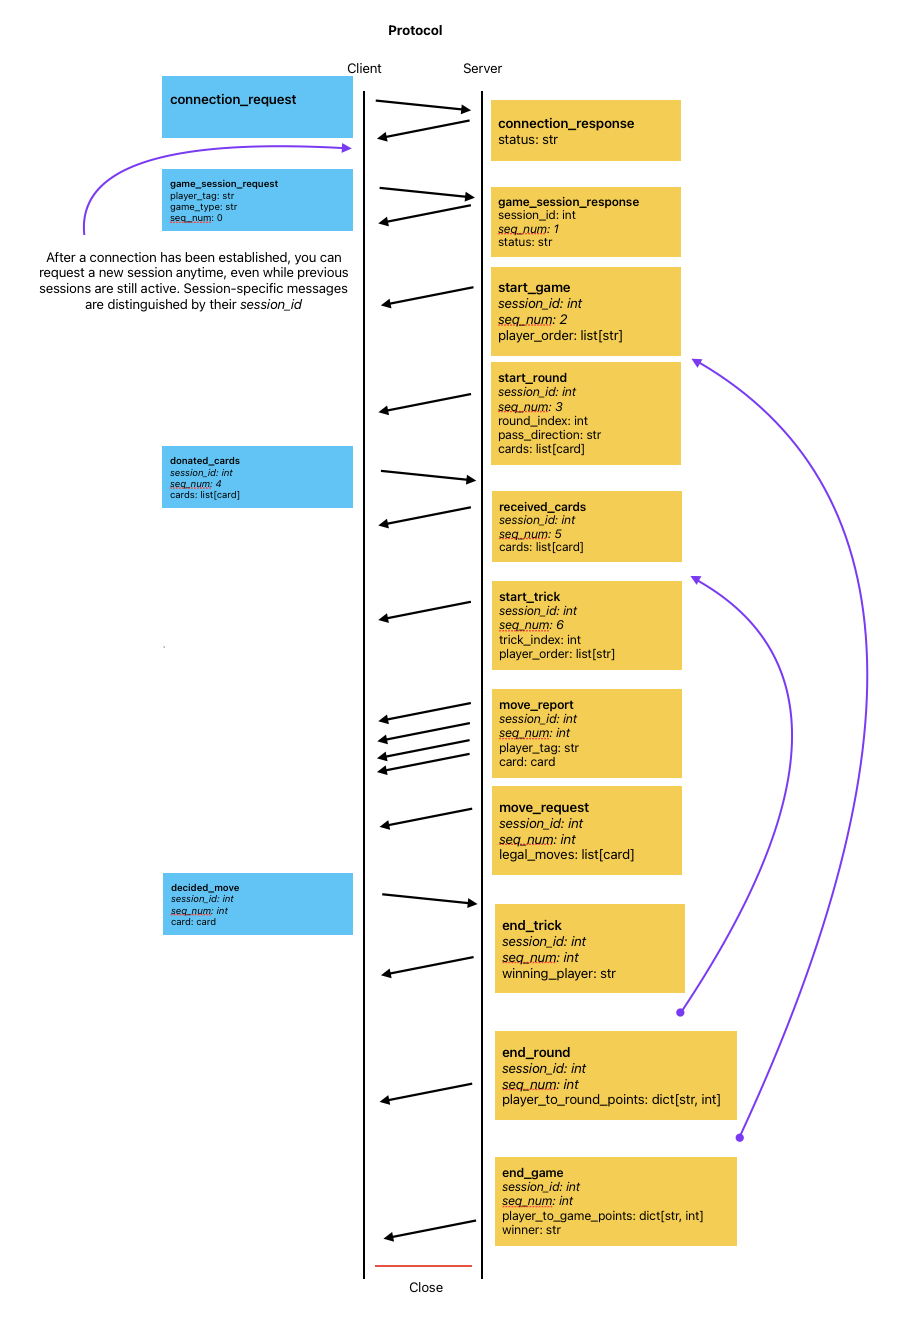 Protocol
Client
Server
connection_request
connection_response
status: str
game_session_request
player_tag: str
game_type: str
seq_num: 0
game_session_response
session_id: int
seq_num: 1
status: str
After a connection has been established, you can
request a new session anytime, even while previous
sessions are still active. Session-specific messages
are distinguished by their session_id
start_game
session_id: int
seq_num: 2
player_order: list[str]
start_round
session_id: int
seq_num: 3
round_index: int
pass_direction: str
cards: list[card]
donated_cards
session_id: int
seq_num: 4
cards: list[card]
received_cards
session_id: int
seq_num: 5
cards: list[card]
start_trick
session_id: int
seq_num: 6
trick_index: int
player_order: list[str]
move_report
session_id: int
seq_num: int
player_tag: str
card: card
move_request
session_id: int
seq_num: int
legal_moves: list[card]
decided_move
session_id: int
seq_num: int
card: card
end_trick
session_id: int
seq_num: int
winning_player: str
end_round
session_id: int
seq_num: int
player_to_round_points: dict[str, int]
end_game
session_id: int
seq_num: int
player_to_game_points: dict[str, int]
winner: str
Close